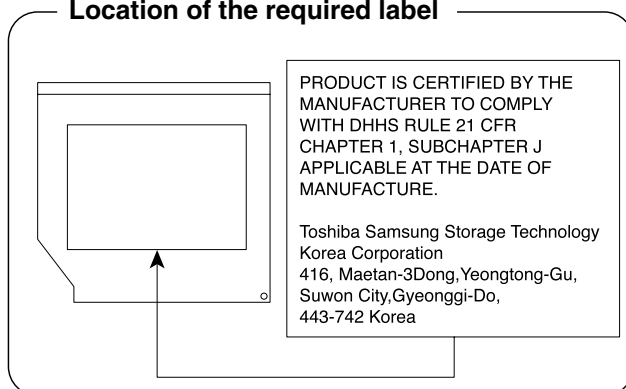 Location of the required label
PRODUCT IS CERTIFIED BY THE
MANUFACTURER TO COMPLY
WITH DHHS RULE 21 CFR
CHAPTER 1, SUBCHAPTER J
APPLICABLE AT THE DATE OF
MANUFACTURE.
Toshiba Samsung Storage Technology
Korea Corporation
416, Maetan-3Dong,Yeongtong-Gu,
Suwon City,Gyeonggi-Do,
443-742 Korea